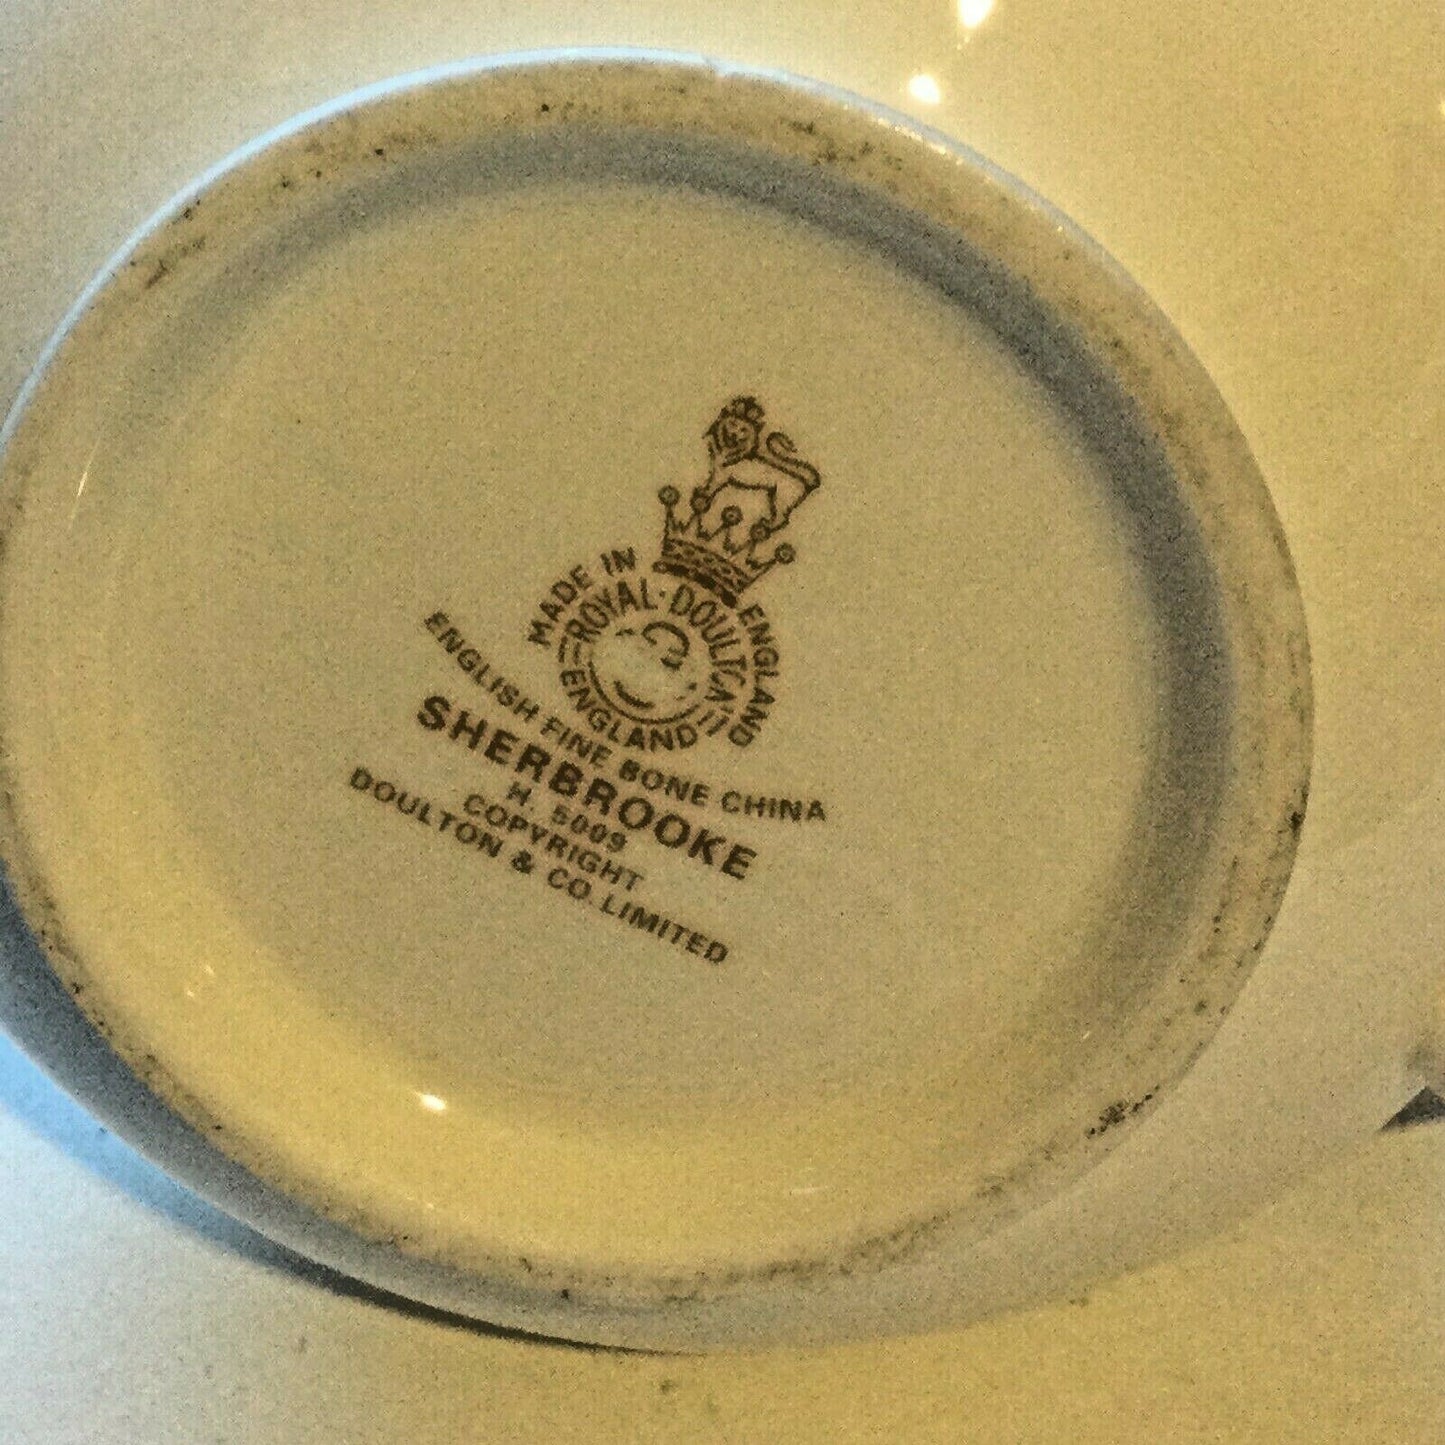 MADE IN ENGLAND
ROYAL·DOULTON
ENGLAND
ENGLISH FINE BONE CHINA
SHERBROOKE
H. 5009
COPYRIGHT
DOULTON & CO. LIMITED